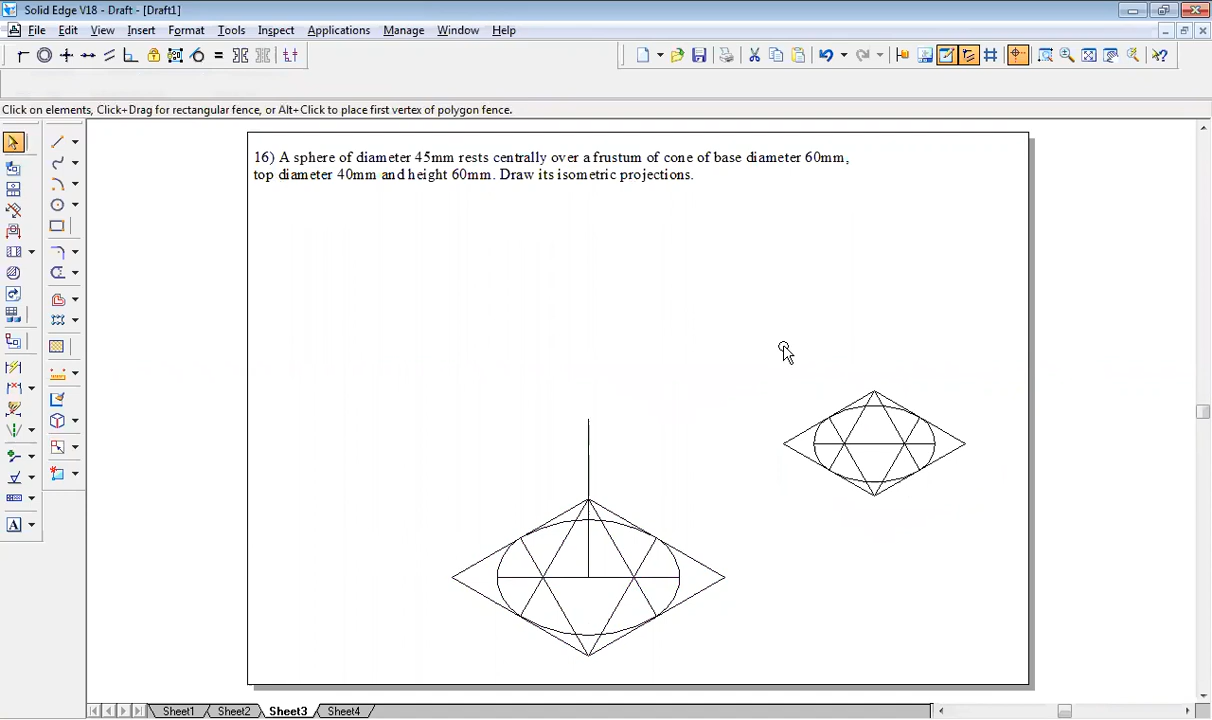 Solid Edge V18 - Draft - [Draft1]
File Edit View Insert Format Tools Inspect Applications Manage Window Help
Click on elements, Click+Drag for rectangular fence, or Alt+Click to place first vertex of polygon fence.
16) A sphere of diameter 45mm rests centrally over a frustum of cone of base diameter 60mm,
top diameter 40mm and height 60mm. Draw its isometric projections.
A
Sheet1 Sheet2 Sheet3 Sheet4